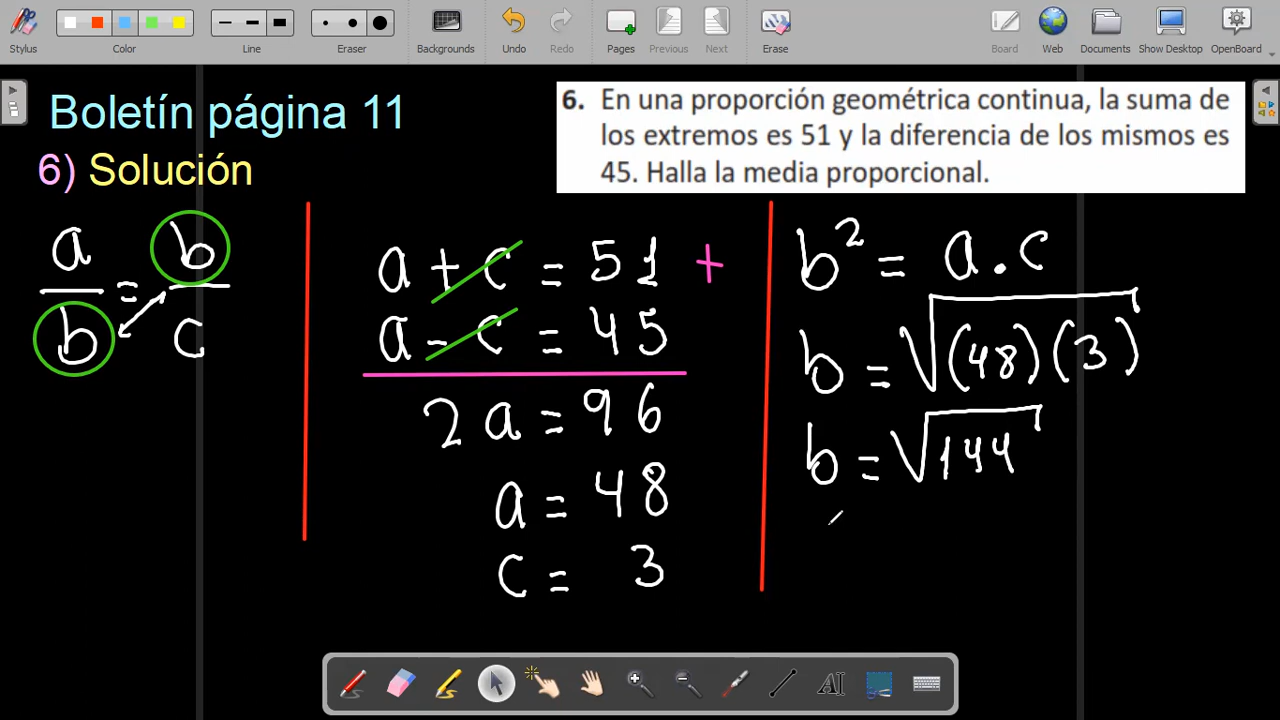 Stylus
Color
Line
Eraser
Backgrounds
Undo
Redo
Pages
Previous
Next
Erase
Board
Web
Documents
Show Desktop
OpenBoard
Boletín página 11
6) Solución
6. En una proporción geométrica continua, la suma de
los extremos es 51 y la diferencia de los mismos es
45. Halla la media proporcional.
a/b = b/c
a + c = 51 +
a - c = 45
2a = 96
a = 48
c = 3
b² = a . c
b = √(48)(3)
b = √144
AI